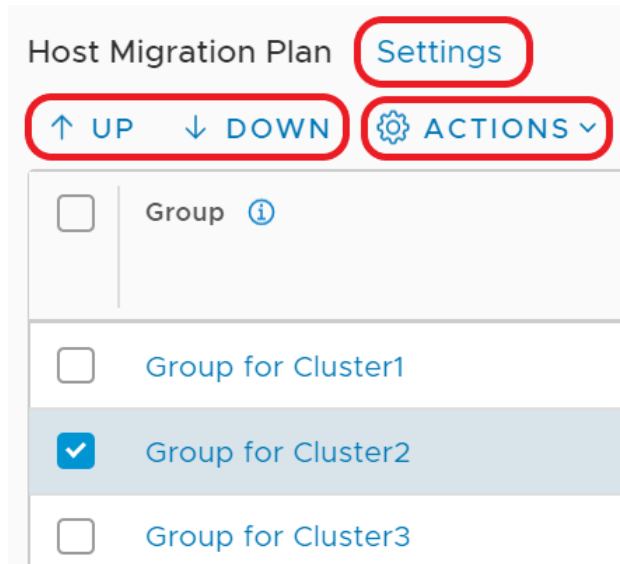 Host Migration Plan Settings
↑ UP ↓ DOWN ACTIONS
Group
Group for Cluster1
Group for Cluster2
Group for Cluster3